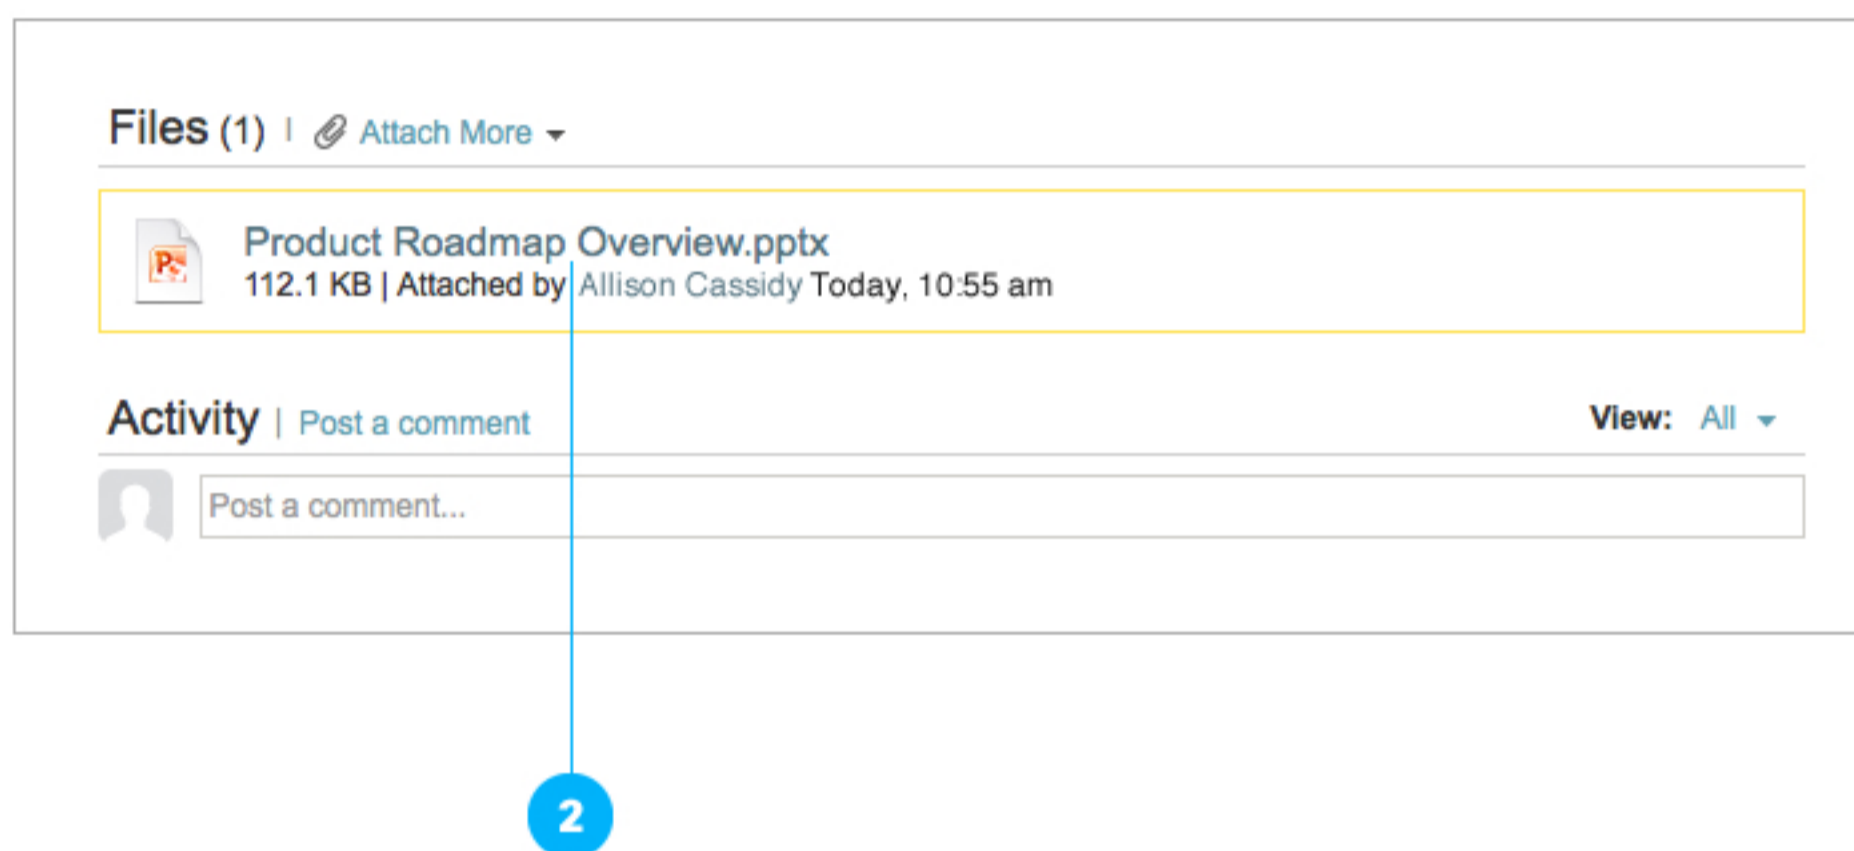 Files (1) | Attach More
Product Roadmap Overview.pptx
112.1 KB | Attached by Allison Cassidy Today, 10:55 am
Activity | Post a comment View: All
Post a comment...
2